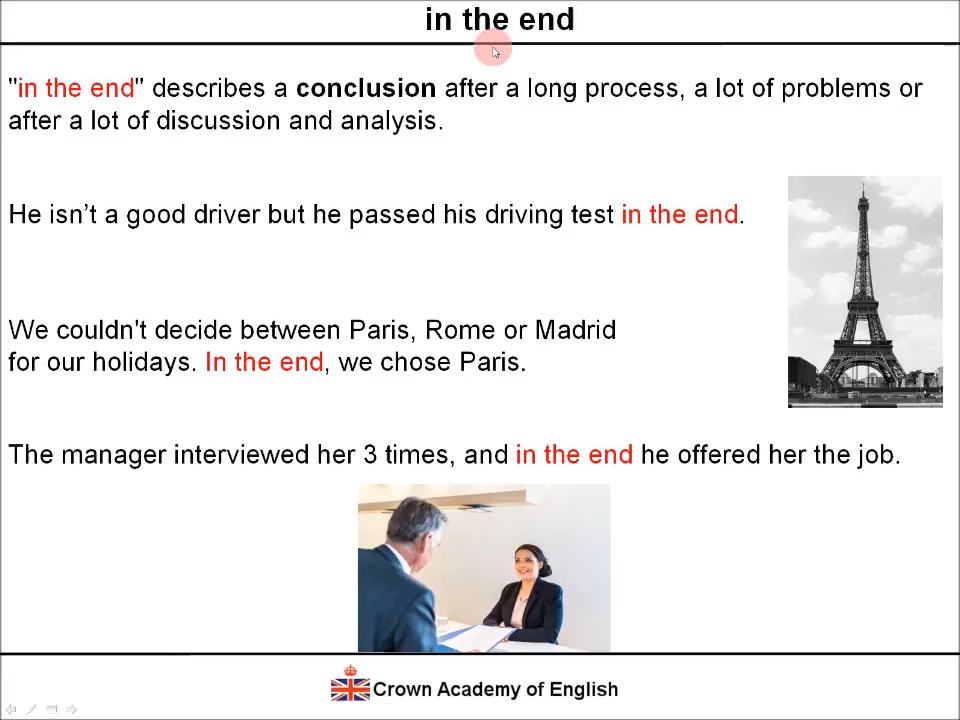 in the end
"in the end" describes a conclusion after a long process, a lot of problems or
after a lot of discussion and analysis.
He isn’t a good driver but he passed his driving test in the end.
We couldn't decide between Paris, Rome or Madrid
for our holidays. In the end, we chose Paris.
The manager interviewed her 3 times, and in the end he offered her the job.
Crown Academy of English